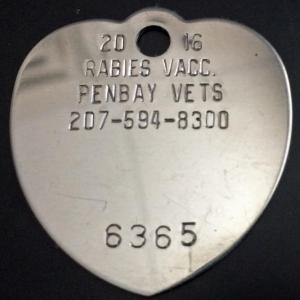 20 16
RABIES VACC.
PENBAY VETS
207-594-8300
6365